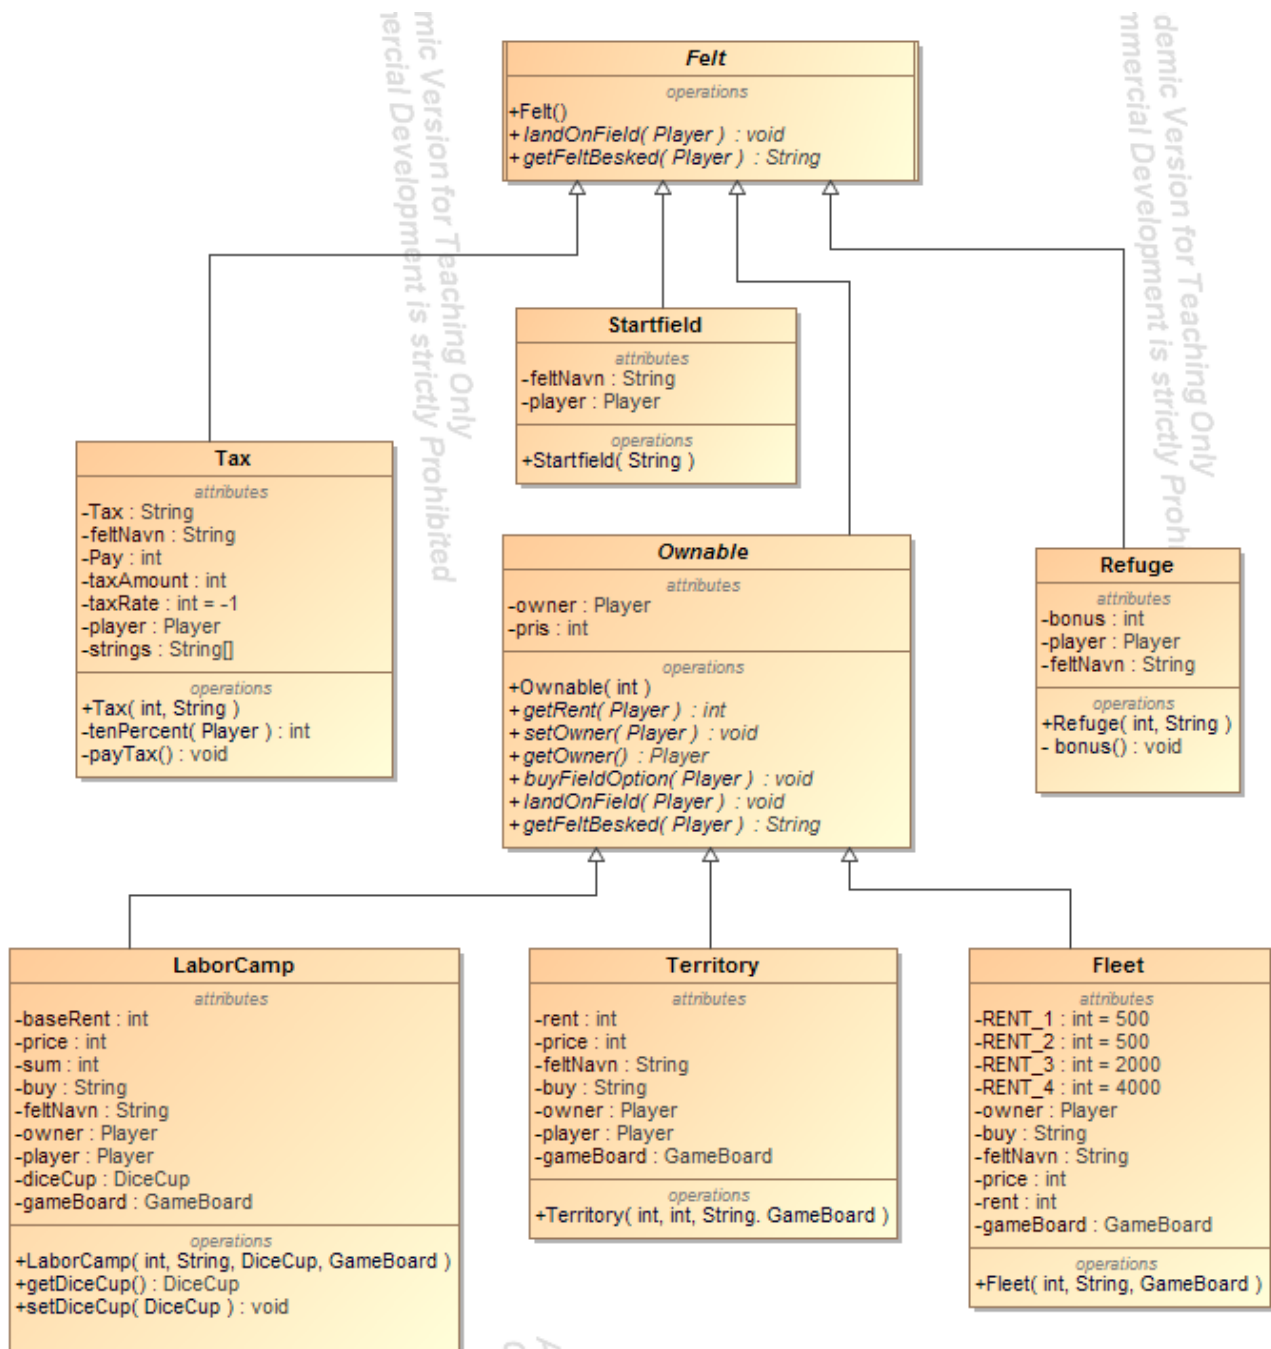 mic Version for Teaching Only
ercial Development is strictly Prohibited
demic Version for Teaching Only
mmercial Development is strictly Proh
Felt
operations
+Felt()
+landOnField( Player ) : void
+getFeltBesked( Player ) : String
Startfield
attributes
-feltNavn : String
-player : Player
operations
+Startfield( String )
Tax
attributes
-Tax : String
-feltNavn : String
-Pay : int
-taxAmount : int
-taxRate : int = -1
-player : Player
-strings : String[]
operations
+Tax( int, String )
-tenPercent( Player ) : int
-payTax() : void
Ownable
attributes
-owner : Player
-pris : int
operations
+Ownable( int )
+getRent( Player ) : int
+setOwner( Player ) : void
+getOwner() : Player
+buyFieldOption( Player ) : void
+landOnField( Player ) : void
+getFeltBesked( Player ) : String
Refuge
attributes
-bonus : int
-player : Player
-feltNavn : String
operations
+Refuge( int, String )
- bonus() : void
LaborCamp
attributes
-baseRent : int
-price : int
-sum : int
-buy : String
-feltNavn : String
-owner : Player
-player : Player
-diceCup : DiceCup
-gameBoard : GameBoard
operations
+LaborCamp( int, String, DiceCup, GameBoard )
+getDiceCup() : DiceCup
+setDiceCup( DiceCup ) : void
Territory
attributes
-rent : int
-price : int
-feltNavn : String
-buy : String
-owner : Player
-player : Player
-gameBoard : GameBoard
operations
+Territory( int, int, String. GameBoard )
Fleet
attributes
-RENT_1 : int = 500
-RENT_2 : int = 500
-RENT_3 : int = 2000
-RENT_4 : int = 4000
-owner : Player
-buy : String
-feltNavn : String
-price : int
-rent : int
-gameBoard : GameBoard
operations
+Fleet( int, String, GameBoard )